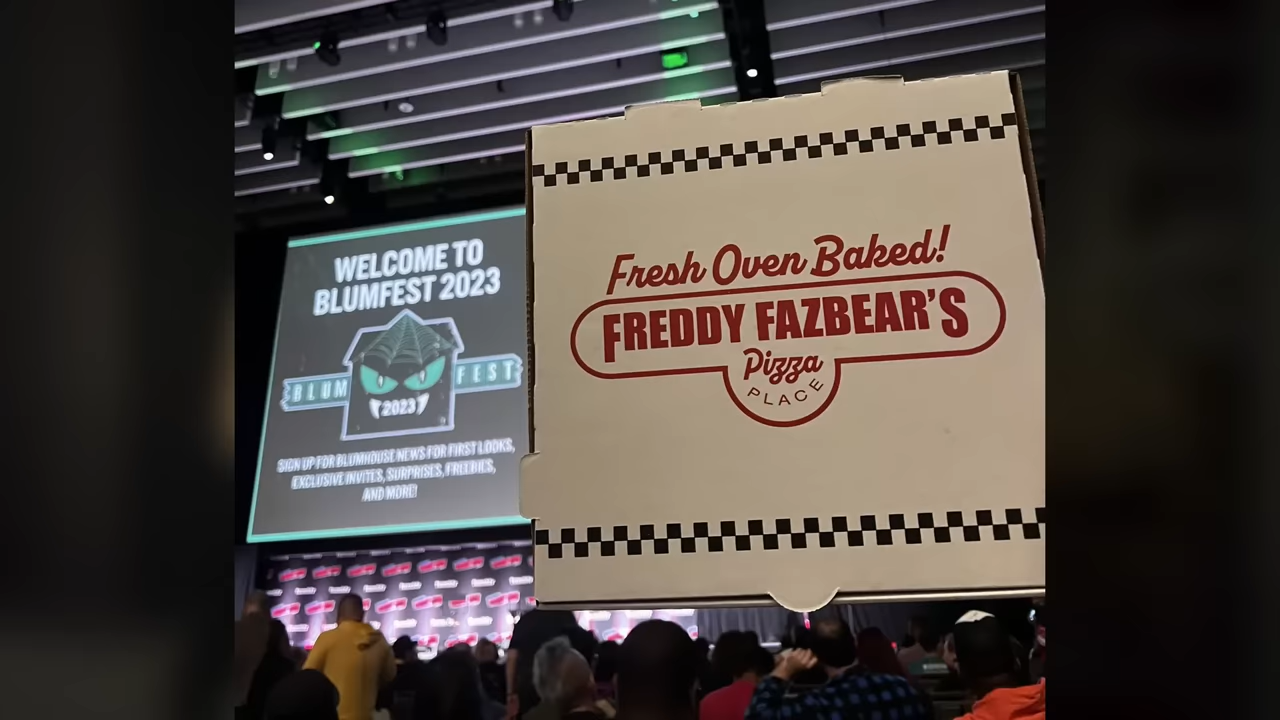 WELCOME TO
BLUMFEST 2023
BLUM FEST
2023
SIGN UP FOR BLUMHOUSE NEWS FOR FIRST LOOKS,
EXCLUSIVE INVITES, SURPRISES, FREEBIES,
AND MORE!
Fresh Oven Baked!
FREDDY FAZBEAR'S
Pizza
PLACE